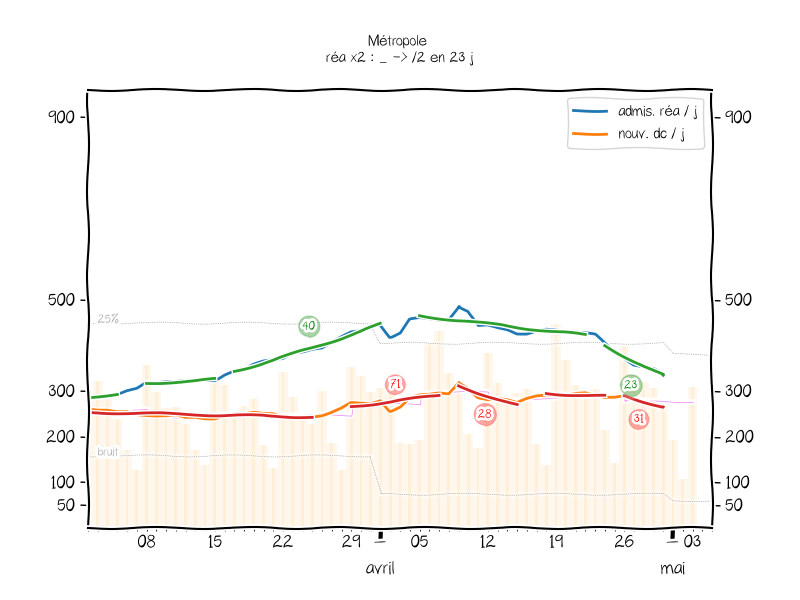 Métropole
réa x2 : _ -> /2 en 23 j
admis. réa / j
nouv. dc / j
900
900
500
500
25%
40
300
300
71
23
28
31
200
200
bruit
100
100
50
50
08 15 22 29 05 12 19 26 03
avril mai